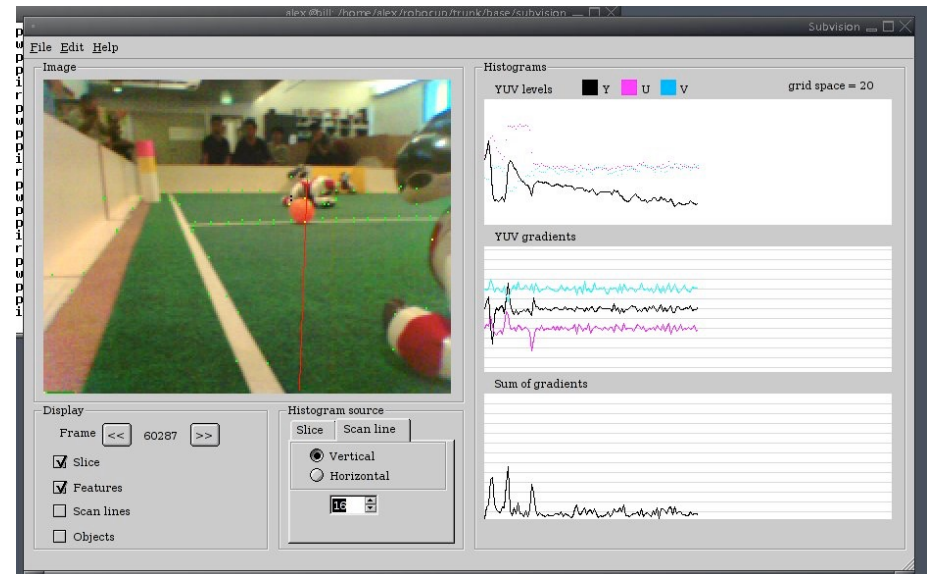 alex @bill: /home/alex/robocup/trunk/base/subvision
Subvision
File Edit Help
Image
Histograms
YUV levels Y U V grid space = 20
YUV gradients
Sum of gradients
Display
Frame << 60287 >>
Slice
Features
Scan lines
Objects
Histogram source
Slice Scan line
Vertical
Horizontal
16